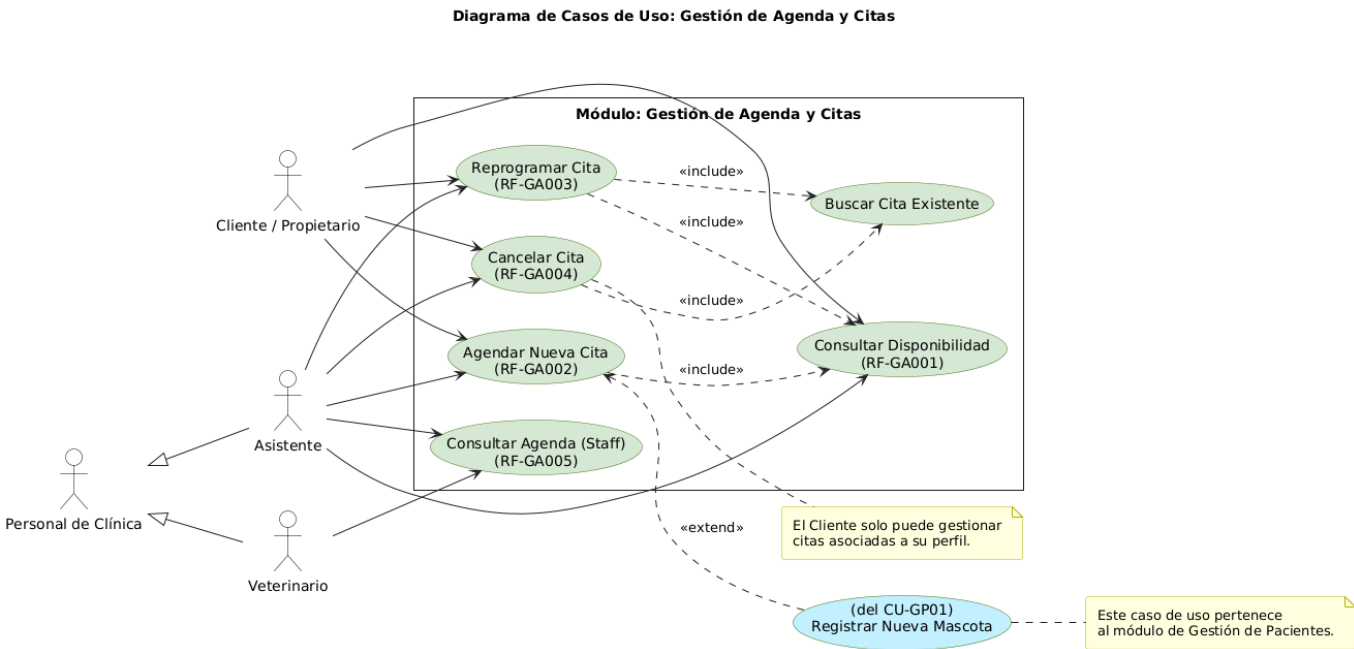 Diagrama de Casos de Uso: Gestión de Agenda y Citas
Módulo: Gestión de Agenda y Citas
Cliente / Propietario
Asistente
Personal de Clínica
Veterinario
Reprogramar Cita
(RF-GA003)
Cancelar Cita
(RF-GA004)
Agendar Nueva Cita
(RF-GA002)
Consultar Agenda (Staff)
(RF-GA005)
«include»
«include»
«include»
«include»
«extend»
Buscar Cita Existente
Consultar Disponibilidad
(RF-GA001)
El Cliente solo puede gestionar
citas asociadas a su perfil.
(del CU-GP01)
Registrar Nueva Mascota
Este caso de uso pertenece
al módulo de Gestión de Pacientes.